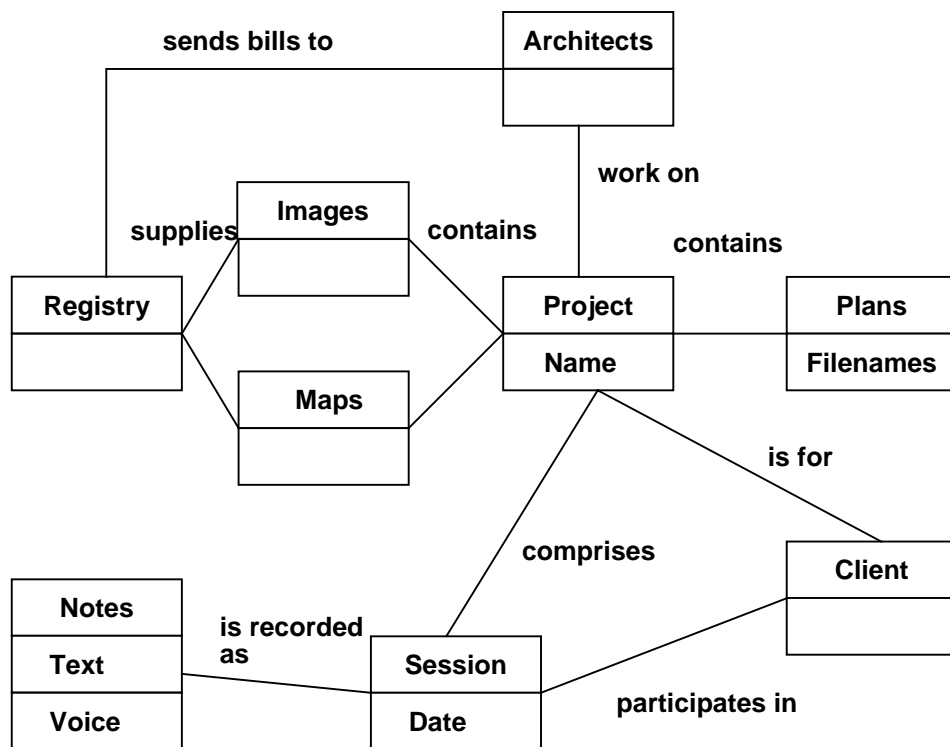 sends bills to
Architects
work on
Images
supplies
contains
contains
Registry
Project
Plans
Name
Filenames
Maps
is for
comprises
Client
Notes
is recorded
as
Text
Session
Voice
Date
participates in